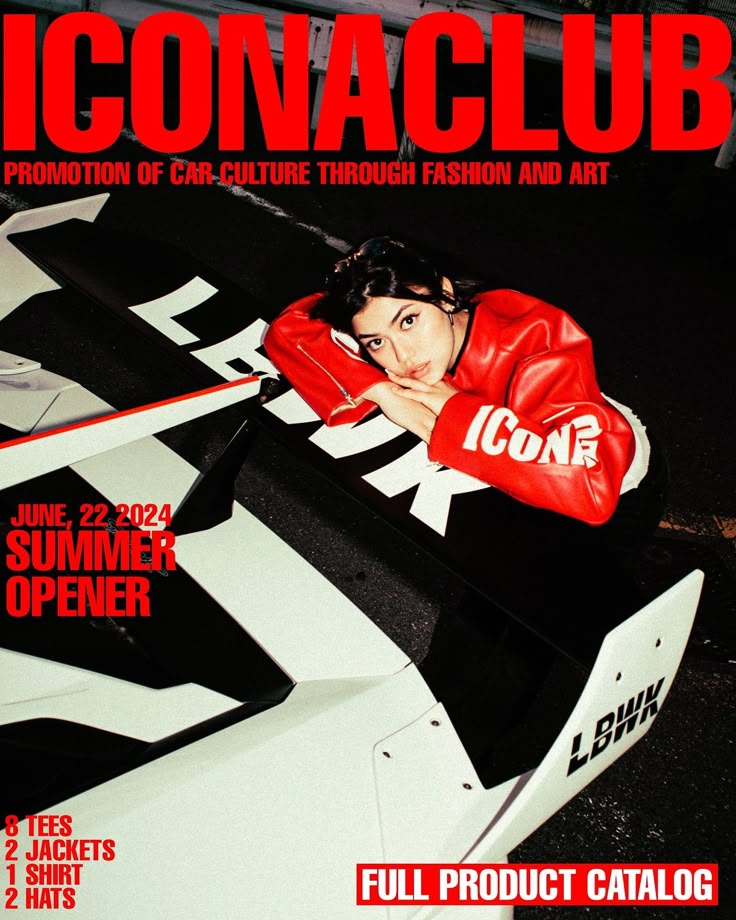 ICONACLUB
PROMOTION OF CAR CULTURE THROUGH FASHION AND ART
LBWK
ICONA
JUNE, 22 2024
SUMMER
OPENER
LBWK
8 TEES
2 JACKETS
1 SHIRT
2 HATS
FULL PRODUCT CATALOG